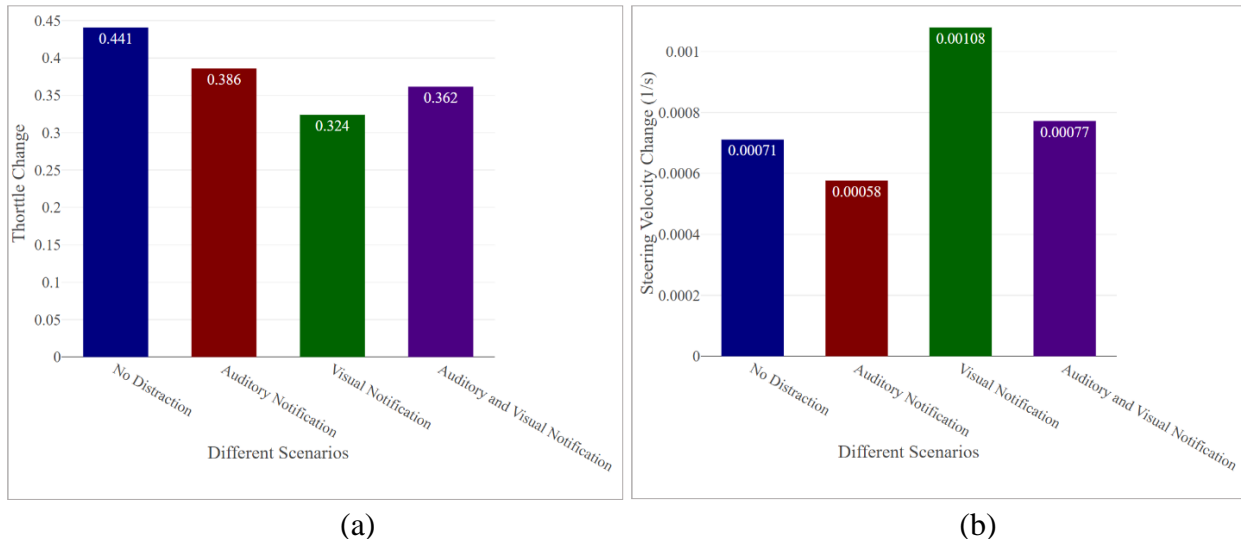 0.45
0.4
0.35
0.3
0.25
0.2
0.15
0.1
0.05
0
Thorttle Change
0.441
0.386
0.324
0.362
No Distraction
Auditory Notification
Visual Notification
Auditory and Visual Notification
Different Scenarios
(a)
0.001
0.0008
0.0006
0.0004
0.0002
0
Steering Velocity Change (1/s)
0.00071
0.00058
0.00108
0.00077
No Distraction
Auditory Notification
Visual Notification
Auditory and Visual Notification
Different Scenarios
(b)